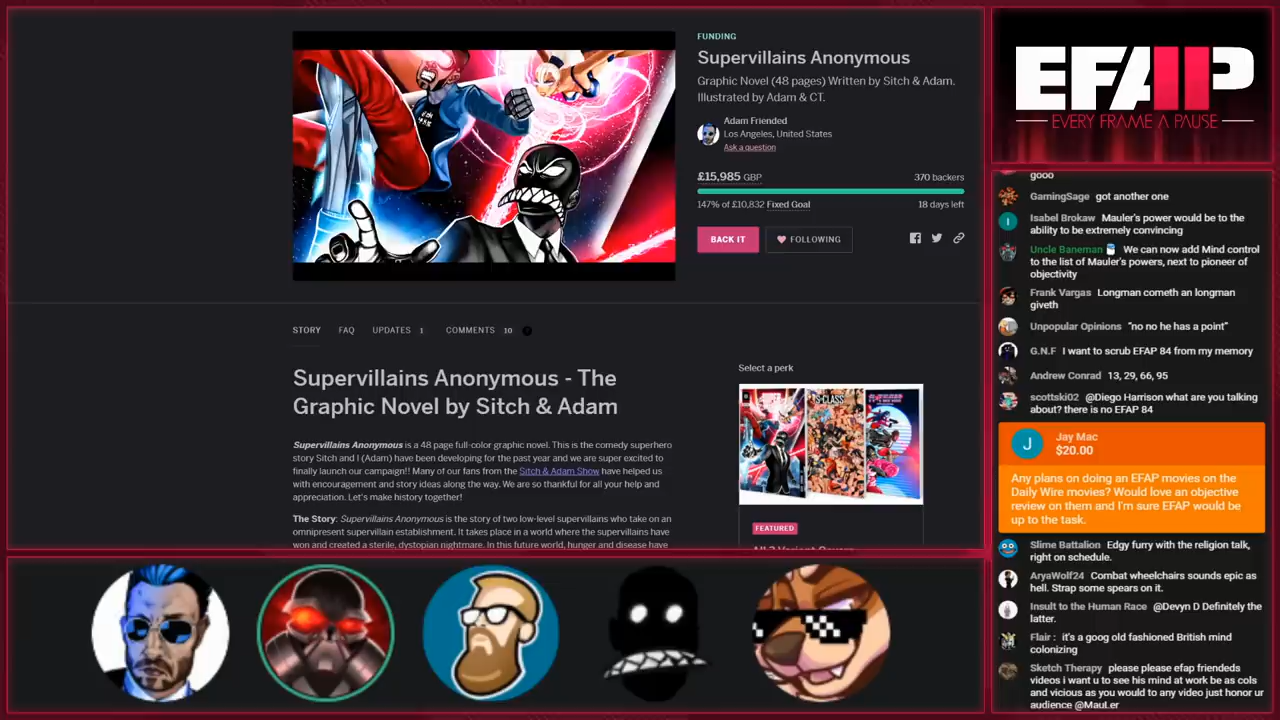 FUNDING
Supervillains Anonymous
Graphic Novel (48 pages) Written by Sitch & Adam.
Illustrated by Adam & CT.
Adam Friended
Los Angeles, United States
Ask a question
£15,985 GBP
370 backers
147% of £10,832 Fixed Goal
18 days left
BACK IT
FOLLOWING
STORY
FAQ
UPDATES 1
COMMENTS 10
Supervillains Anonymous - The
Graphic Novel by Sitch & Adam
Supervillains Anonymous is a 48 page full-color graphic novel. This is the comedy superhero
story Sitch and I (Adam) have been developing for the past year and we are super excited to
finally launch our campaign!! Many of our fans from the Sitch & Adam Show have helped us
with encouragement and story ideas along the way. We are so thankful for all your help and
appreciation. Let's make history together!
The Story: Supervillains Anonymous is the story of two low-level supervillains who take on an
omnipresent supervillain establishment. It takes place in a world where the supervillains have
won and created a sterile, dystopian nightmare. In this future world, hunger and disease have
Select a perk
S-CLASS
FEATURED
All 3 Variant Covers
EFAP
EVERY FRAME A PAUSE
gooo
GamingSage got another one
Isabel Brokaw Mauler's power would be to the
ability to be extremely convincing
Uncle Baneman We can now add Mind control
to the list of Mauler's powers, next to pioneer of
objectivity
Frank Vargas Longman cometh an longman
giveth
Unpopular Opinions "no no he has a point"
G.N.F I want to scrub EFAP 84 from my memory
Andrew Conrad 13, 29, 66, 95
scottski02 @Diego Harrison what are you talking
about? there is no EFAP 84
J
Jay Mac
$20.00
Any plans on doing an EFAP movies on the
Daily Wire movies? Would love an objective
review on them and I'm sure EFAP would be
up to the task.
Slime Battalion Edgy furry with the religion talk,
right on schedule.
AryaWolf24 Combat wheelchairs sounds epic as
hell. Strap some spears on it.
Insult to the Human Race @Devyn D Definitely the
latter.
Flair : it's a goog old fashioned British mind
colonizing
Sketch Therapy please please efap friendeds
videos i want u to see his mind at work be as cols
and vicious as you would to any video just honor ur
audience @MauLer